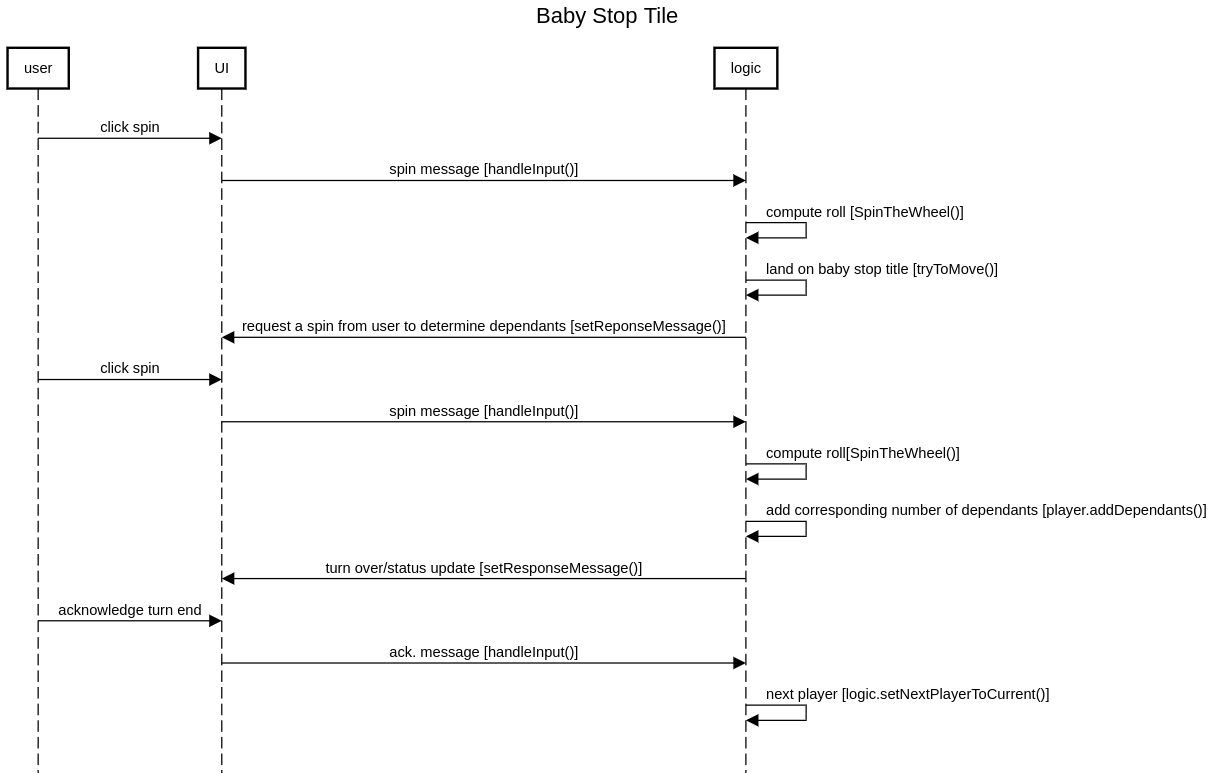 Baby Stop Tile
user
UI
logic
click spin
spin message [handleInput()]
compute roll [SpinTheWheel()]
land on baby stop title [tryToMove()]
request a spin from user to determine dependants [setReponseMessage()]
click spin
spin message [handleInput()]
compute roll[SpinTheWheel()]
add corresponding number of dependants [player.addDependants()]
turn over/status update [setResponseMessage()]
acknowledge turn end
ack. message [handleInput()]
next player [logic.setNextPlayerToCurrent()]